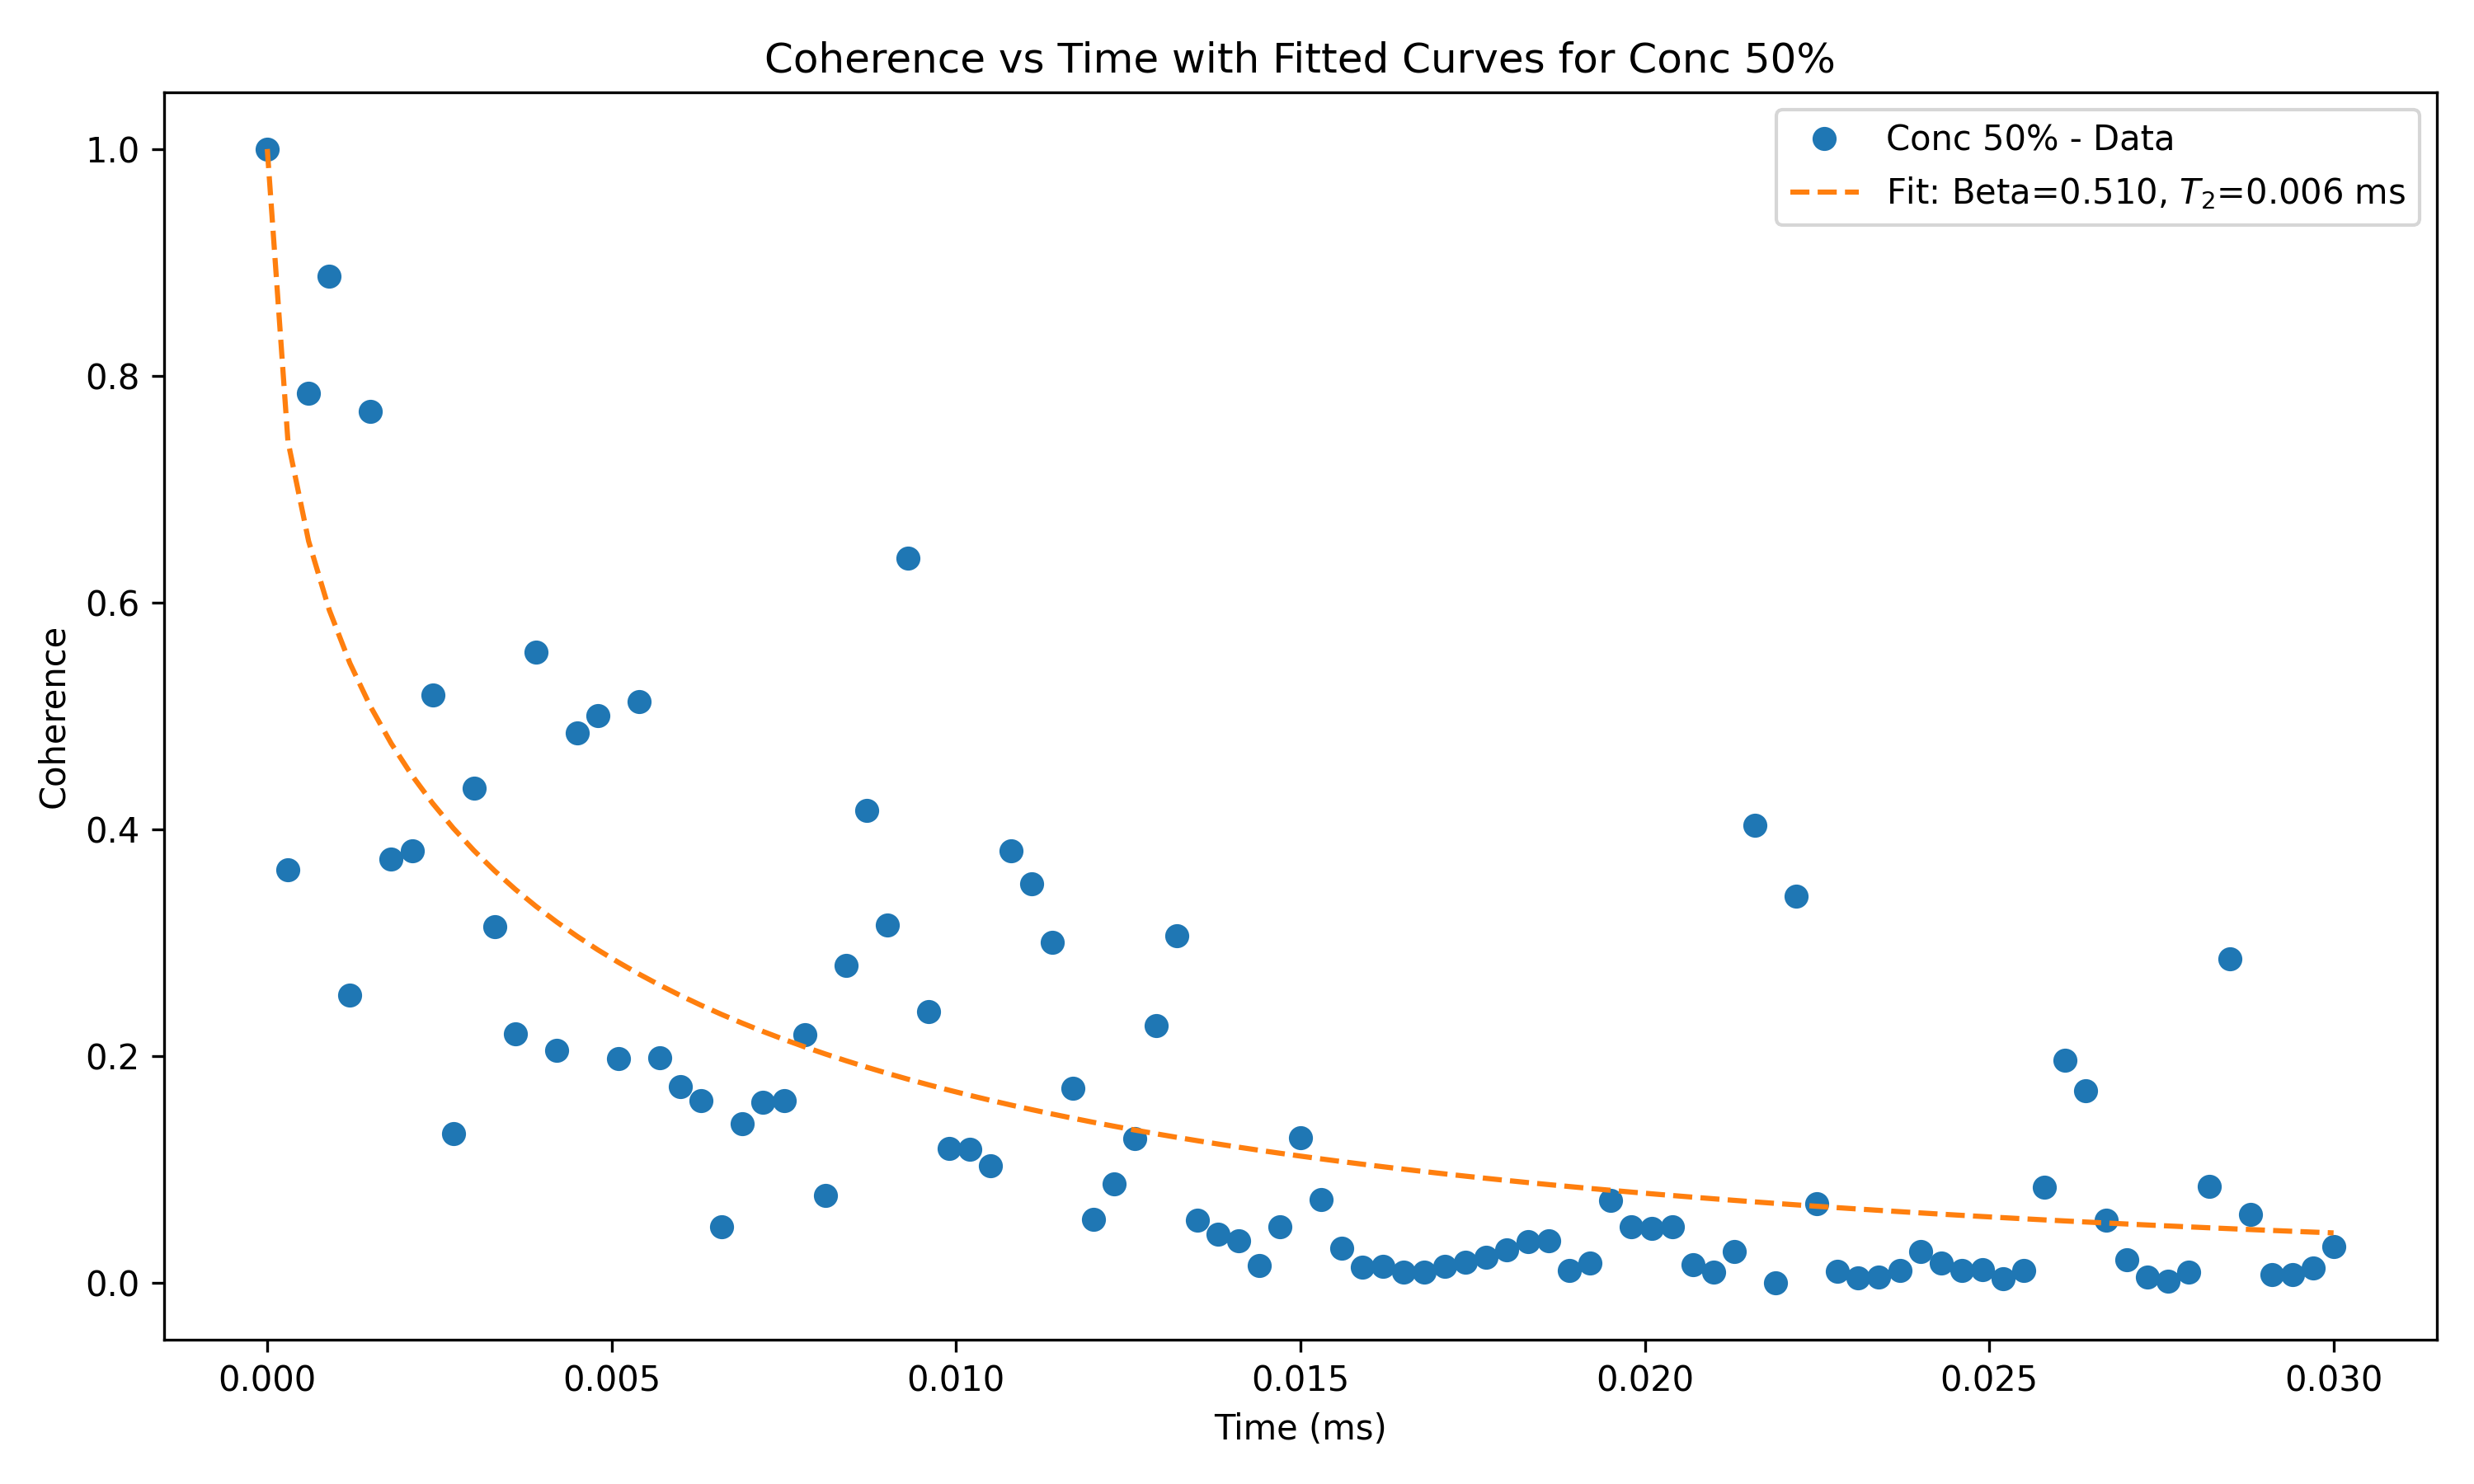 Coherence vs Time with Fitted Curves for Conc 50%
Conc 50% - Data
Fit: Beta=0.510, T₂=0.006 ms
Coherence
1.0
0.8
0.6
0.4
0.2
0.0
0.000 0.005 0.010 0.015 0.020 0.025 0.030
Time (ms)